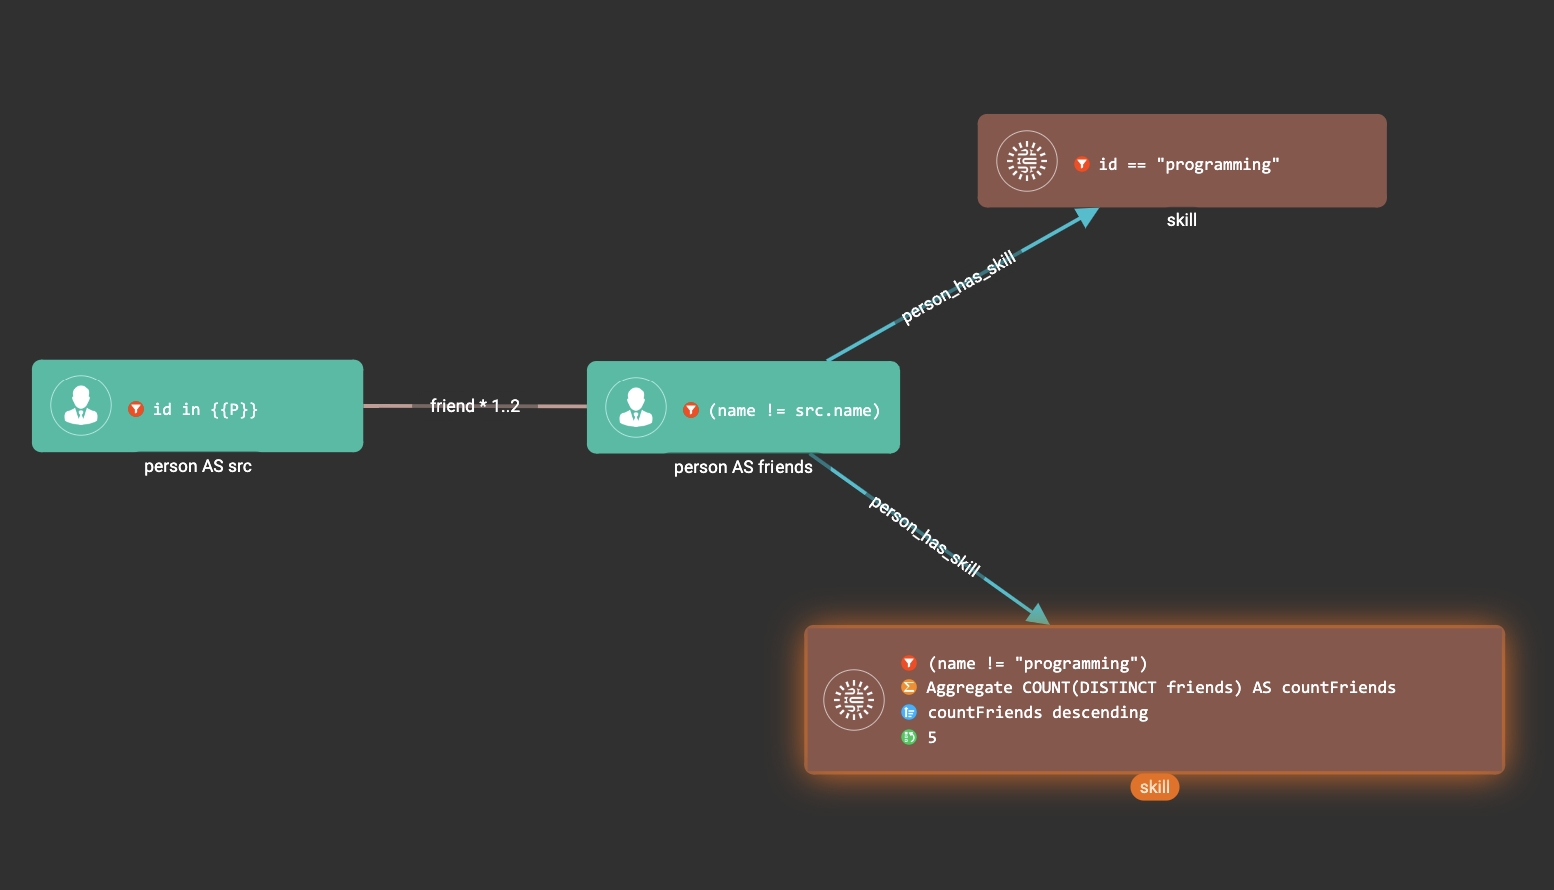 id == "programming"
skill
person_has_skill
id in {{P}}
person AS src
friend * 1..2
(name != src.name)
person AS friends
person_has_skill
(name != "programming")
Aggregate COUNT(DISTINCT friends) AS countFriends
countFriends descending
5
skill